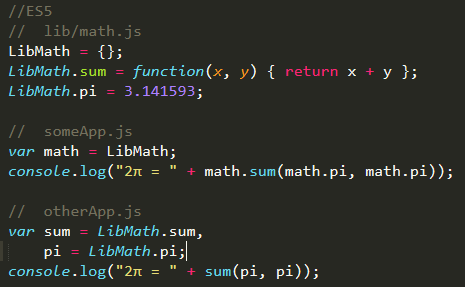 //ES5
//  lib/math.js
LibMath = {};
LibMath.sum = function(x, y) { return x + y };
LibMath.pi = 3.141593;

//  someApp.js
var math = LibMath;
console.log("2π = " + math.sum(math.pi, math.pi));

//  otherApp.js
var sum = LibMath.sum,
    pi = LibMath.pi;
console.log("2π = " + sum(pi, pi));